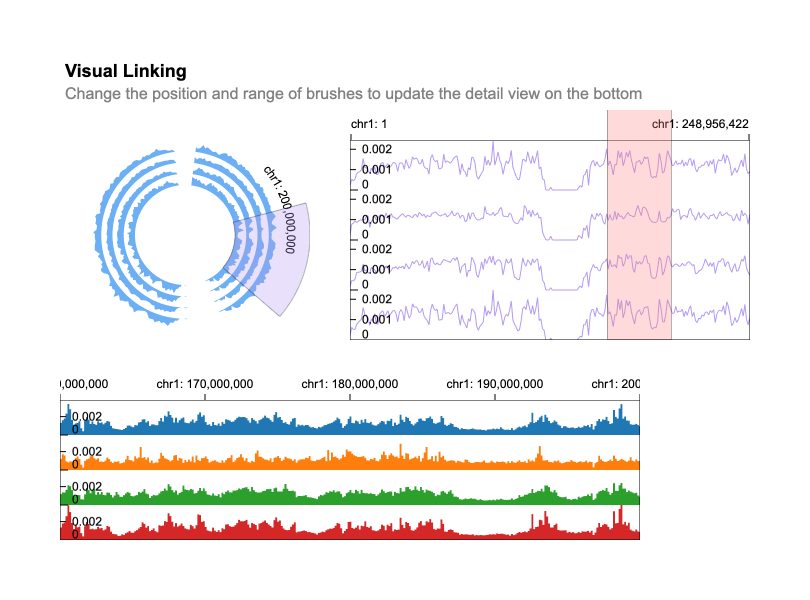 Visual Linking
Change the position and range of brushes to update the detail view on the bottom
chr1: 200,000,000
chr1: 1
chr1: 248,956,422
0.002
0.001
0
0.002
0.001
0
0.002
0.001
0
0.002
0.001
0
0,000,000
chr1: 170,000,000
chr1: 180,000,000
chr1: 190,000,000
chr1: 200
0.002
0
0.002
0
0.002
0
0.002
0